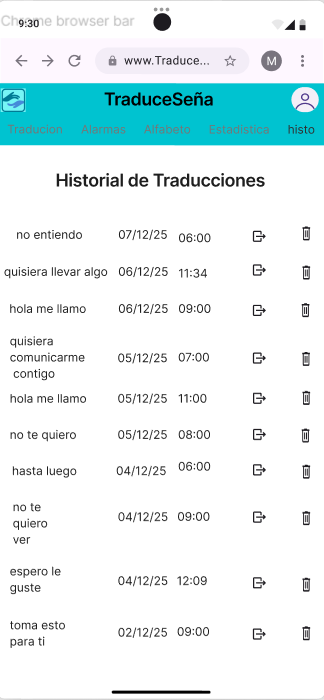 Chrome browser bar
9:30
www.Traduce...
M
TraduceSeña
Traducion Alarmas Alfabeto Estadistica histo
Historial de Traducciones
no entiendo 07/12/25 06:00
quisiera llevar algo 06/12/25 11:34
hola me llamo 06/12/25 09:00
quisiera
comunicarme 05/12/25 07:00
contigo
hola me llamo 05/12/25 11:00
no te quiero 05/12/25 08:00
hasta luego 04/12/25 06:00
no te
quiero 04/12/25 09:00
ver
espero le
guste 04/12/25 12:09
toma esto
para ti 02/12/25 09:00